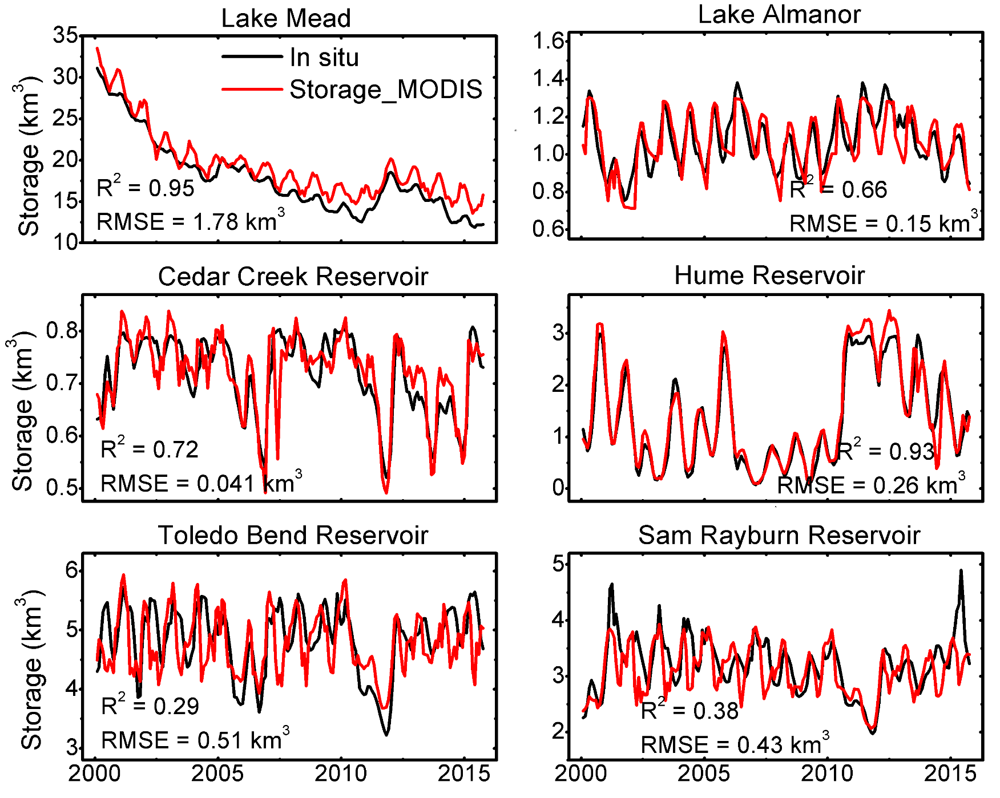 Lake Mead
Lake Almanor
Storage (km³)
35
30
25
20
15
10
In situ
Storage_MODIS
R² = 0.95
RMSE = 1.78 km³
1.6
1.4
1.2
1.0
0.8
0.6
R² = 0.66
RMSE = 0.15 km³
Cedar Creek Reservoir
Hume Reservoir
Storage (km³)
0.8
0.7
0.6
0.5
R² = 0.72
RMSE = 0.041 km³
3
2
1
0
R² = 0.93
RMSE = 0.26 km³
Toledo Bend Reservoir
Sam Rayburn Reservoir
Storage (km³)
6
5
4
3
R² = 0.29
RMSE = 0.51 km³
2000 2005 2010 2015
5
4
3
2
R² = 0.38
RMSE = 0.43 km³
2000 2005 2010 2015